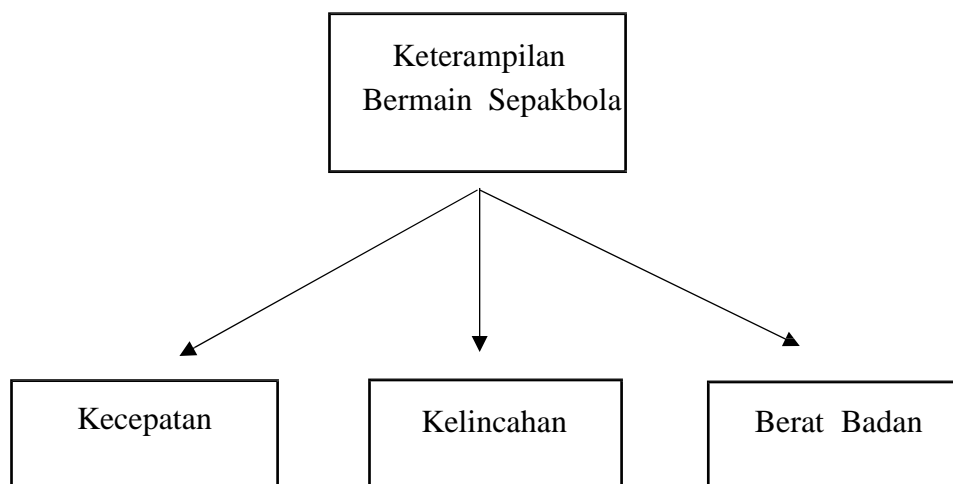 Keterampilan
Bermain Sepakbola
Kecepatan
Kelincahan
Berat Badan